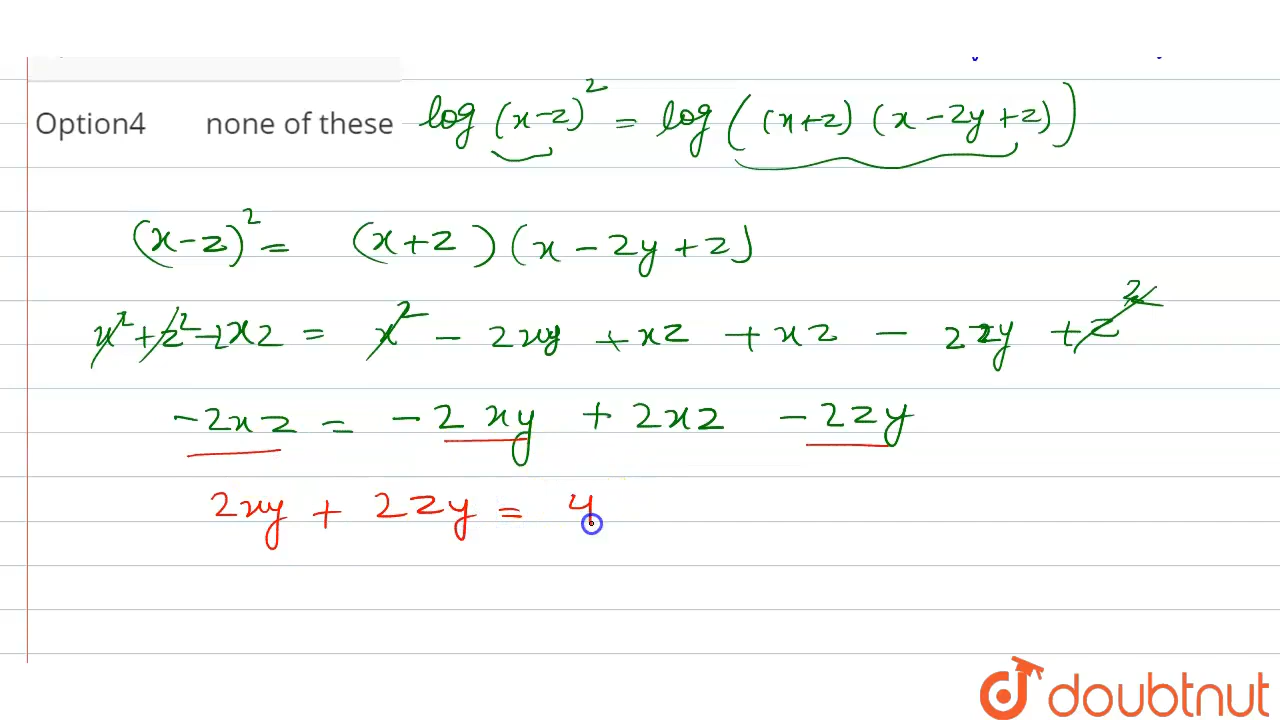 Option4 none of these log (x-z)² = log ((x+z) (x-2y+z))
(x-z)² = (x+z) (x-2y+z)
x²+z²-2xz = x² - 2xy + xz + xz - 2zy + z²
-2xz = -2xy + 2xz - 2zy
2xy + 2zy = 4
doubtnut